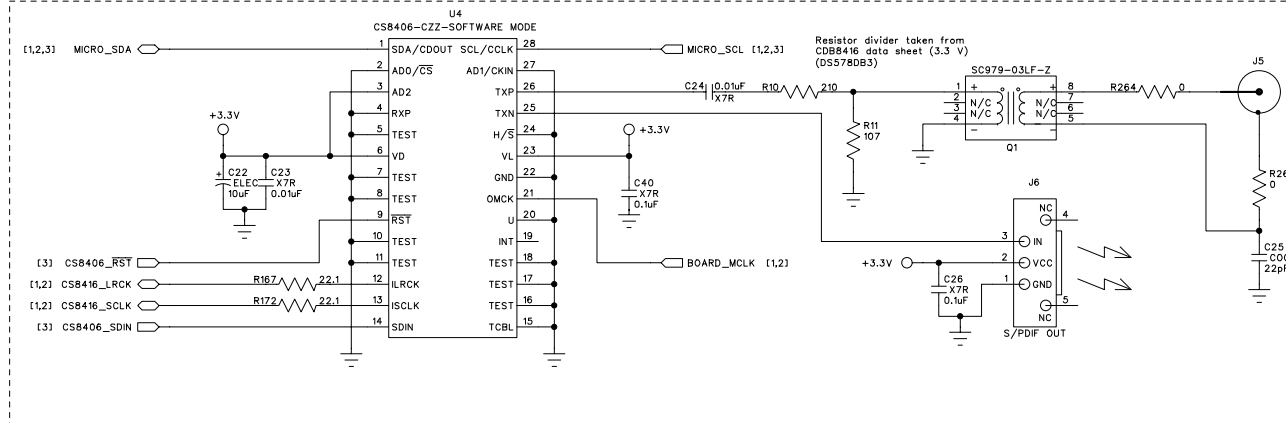 U4
CS8406-CZZ-SOFTWARE MODE
[1,2,3] MICRO_SDA
1 SDA/CDOUT SCL/CCLK 28
MICRO_SCL [1,2,3]
2 AD0/CS AD1/CKIN 27
3 AD2 TXP 26
4 RXP TXN 25
5 TEST H/S 24
6 VD VL 23
7 TEST GND 22
8 TEST OMCK 21
9 RST U 20
10 TEST INT 19
11 TEST TEST 18
12 ILRCK TEST 17
13 ISCLK TEST 16
14 SDIN TCBL 15
+3.3V
+ C22
ELEC
10uF
C23
X7R
0.01uF
[3] CS8406_RST
[1,2] CS8416_LRCK
R167 22.1
[1,2] CS8416_SCLK
R172 22.1
[3] CS8406_SDIN
+3.3V
C40
X7R
0.1uF
BOARD_MCLK [1,2]
C24 0.01uF
X7R
R10 210
Resistor divider taken from
CDB8416 data sheet (3.3 V)
(DS578DB3)
R11
107
SC979-03LF-Z
1 + + 8
2 N/C N/C 7
3 N/C N/C 6
4 - - 5
Q1
R264 0
J5
R26
0
C25
COG
22pF
J6
NC
4
3 IN
2 VCC
1 GND
5
NC
S/PDIF OUT
+3.3V
C26
X7R
0.1uF